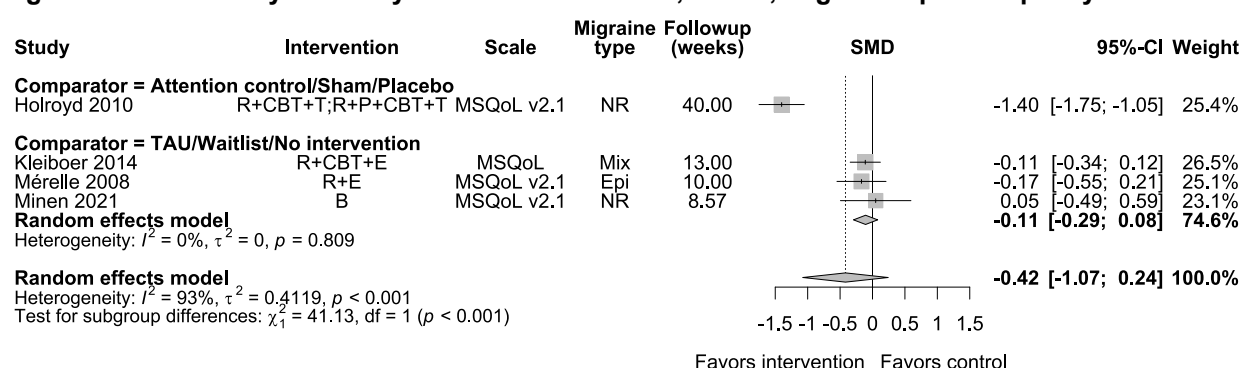 Study Intervention Scale Migraine type Followup (weeks) SMD 95%-CI Weight
Comparator = Attention control/Sham/Placebo
Holroyd 2010 R+CBT+T;R+P+CBT+T MSQoL v2.1 NR 40.00 -1.40 [-1.75; -1.05] 25.4%
Comparator = TAU/Waitlist/No intervention
Kleiboer 2014 R+CBT+E MSQoL Mix 13.00 -0.11 [-0.34; 0.12] 26.5%
Mérelle 2008 R+E MSQoL v2.1 Epi 10.00 -0.17 [-0.55; 0.21] 25.1%
Minen 2021 B MSQoL v2.1 NR 8.57 0.05 [-0.49; 0.59] 23.1%
Random effects model -0.11 [-0.29; 0.08] 74.6%
Heterogeneity: I² = 0%, τ² = 0, p = 0.809
Random effects model -0.42 [-1.07; 0.24] 100.0%
Heterogeneity: I² = 93%, τ² = 0.4119, p < 0.001
Test for subgroup differences: χ²₁ = 41.13, df = 1 (p < 0.001)
-1.5 -1 -0.5 0 0.5 1 1.5
Favors intervention Favors control